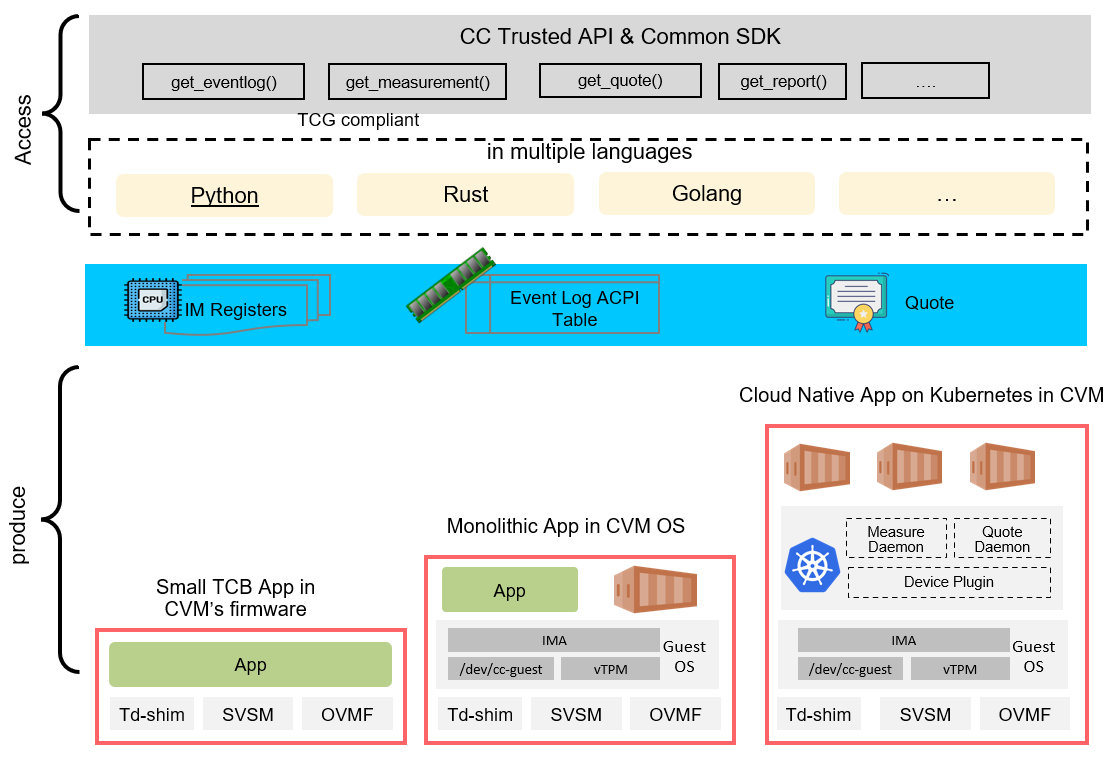 CC Trusted API & Common SDK
get_eventlog()
get_measurement()
get_quote()
get_report()
....
TCG compliant
Access
in multiple languages
Python
Rust
Golang
...
CPU
IM Registers
Event Log ACPI
Table
Quote
produce
Small TCB App in
CVM's firmware
App
Td-shim
SVSM
OVMF
Monolithic App in CVM OS
App
IMA
/dev/cc-guest
vTPM
Guest
OS
Td-shim
SVSM
OVMF
Cloud Native App on Kubernetes in CVM
Measure
Daemon
Quote
Daemon
Device Plugin
IMA
/dev/cc-guest
vTPM
Guest
OS
Td-shim
SVSM
OVMF